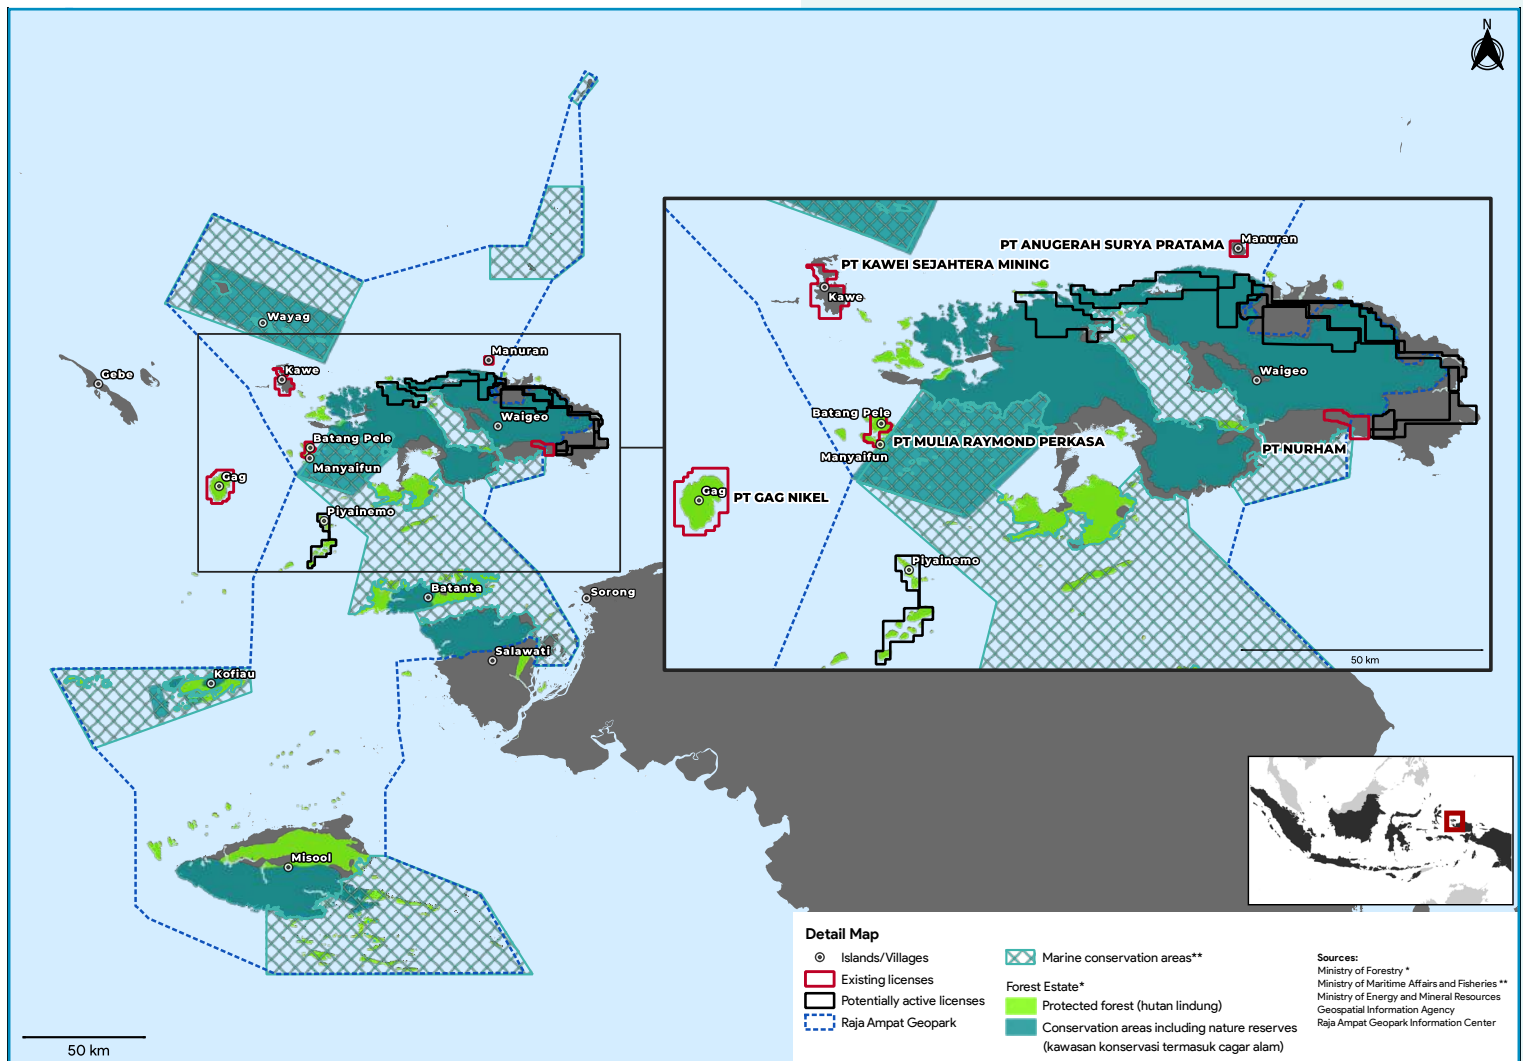 N
Wayag
Gebe
Kawe
Manuran
Waigeo
Batang Pele
Manyaifun
Gag
Piyainemo
Batanta
Sorong
Salawati
Kofiau
Misool
50 km
PT ANUGERAH SURYA PRATAMA
Manuran
PT KAWEI SEJAHTERA MINING
Kawe
Waigeo
Batang Pele
PT MULIA RAYMOND PERKASA
Manyaifun
PT NURHAM
Gag
PT GAG NIKEL
Piyainemo
50 km
Detail Map
Islands/Villages
Existing licenses
Potentially active licenses
Raja Ampat Geopark
Marine conservation areas**
Forest Estate*
Protected forest (hutan lindung)
Conservation areas including nature reserves
(kawasan konservasi termasuk cagar alam)
Sources:
Ministry of Forestry *
Ministry of Maritime Affairs and Fisheries **
Ministry of Energy and Mineral Resources
Geospatial Information Agency
Raja Ampat Geopark Information Center